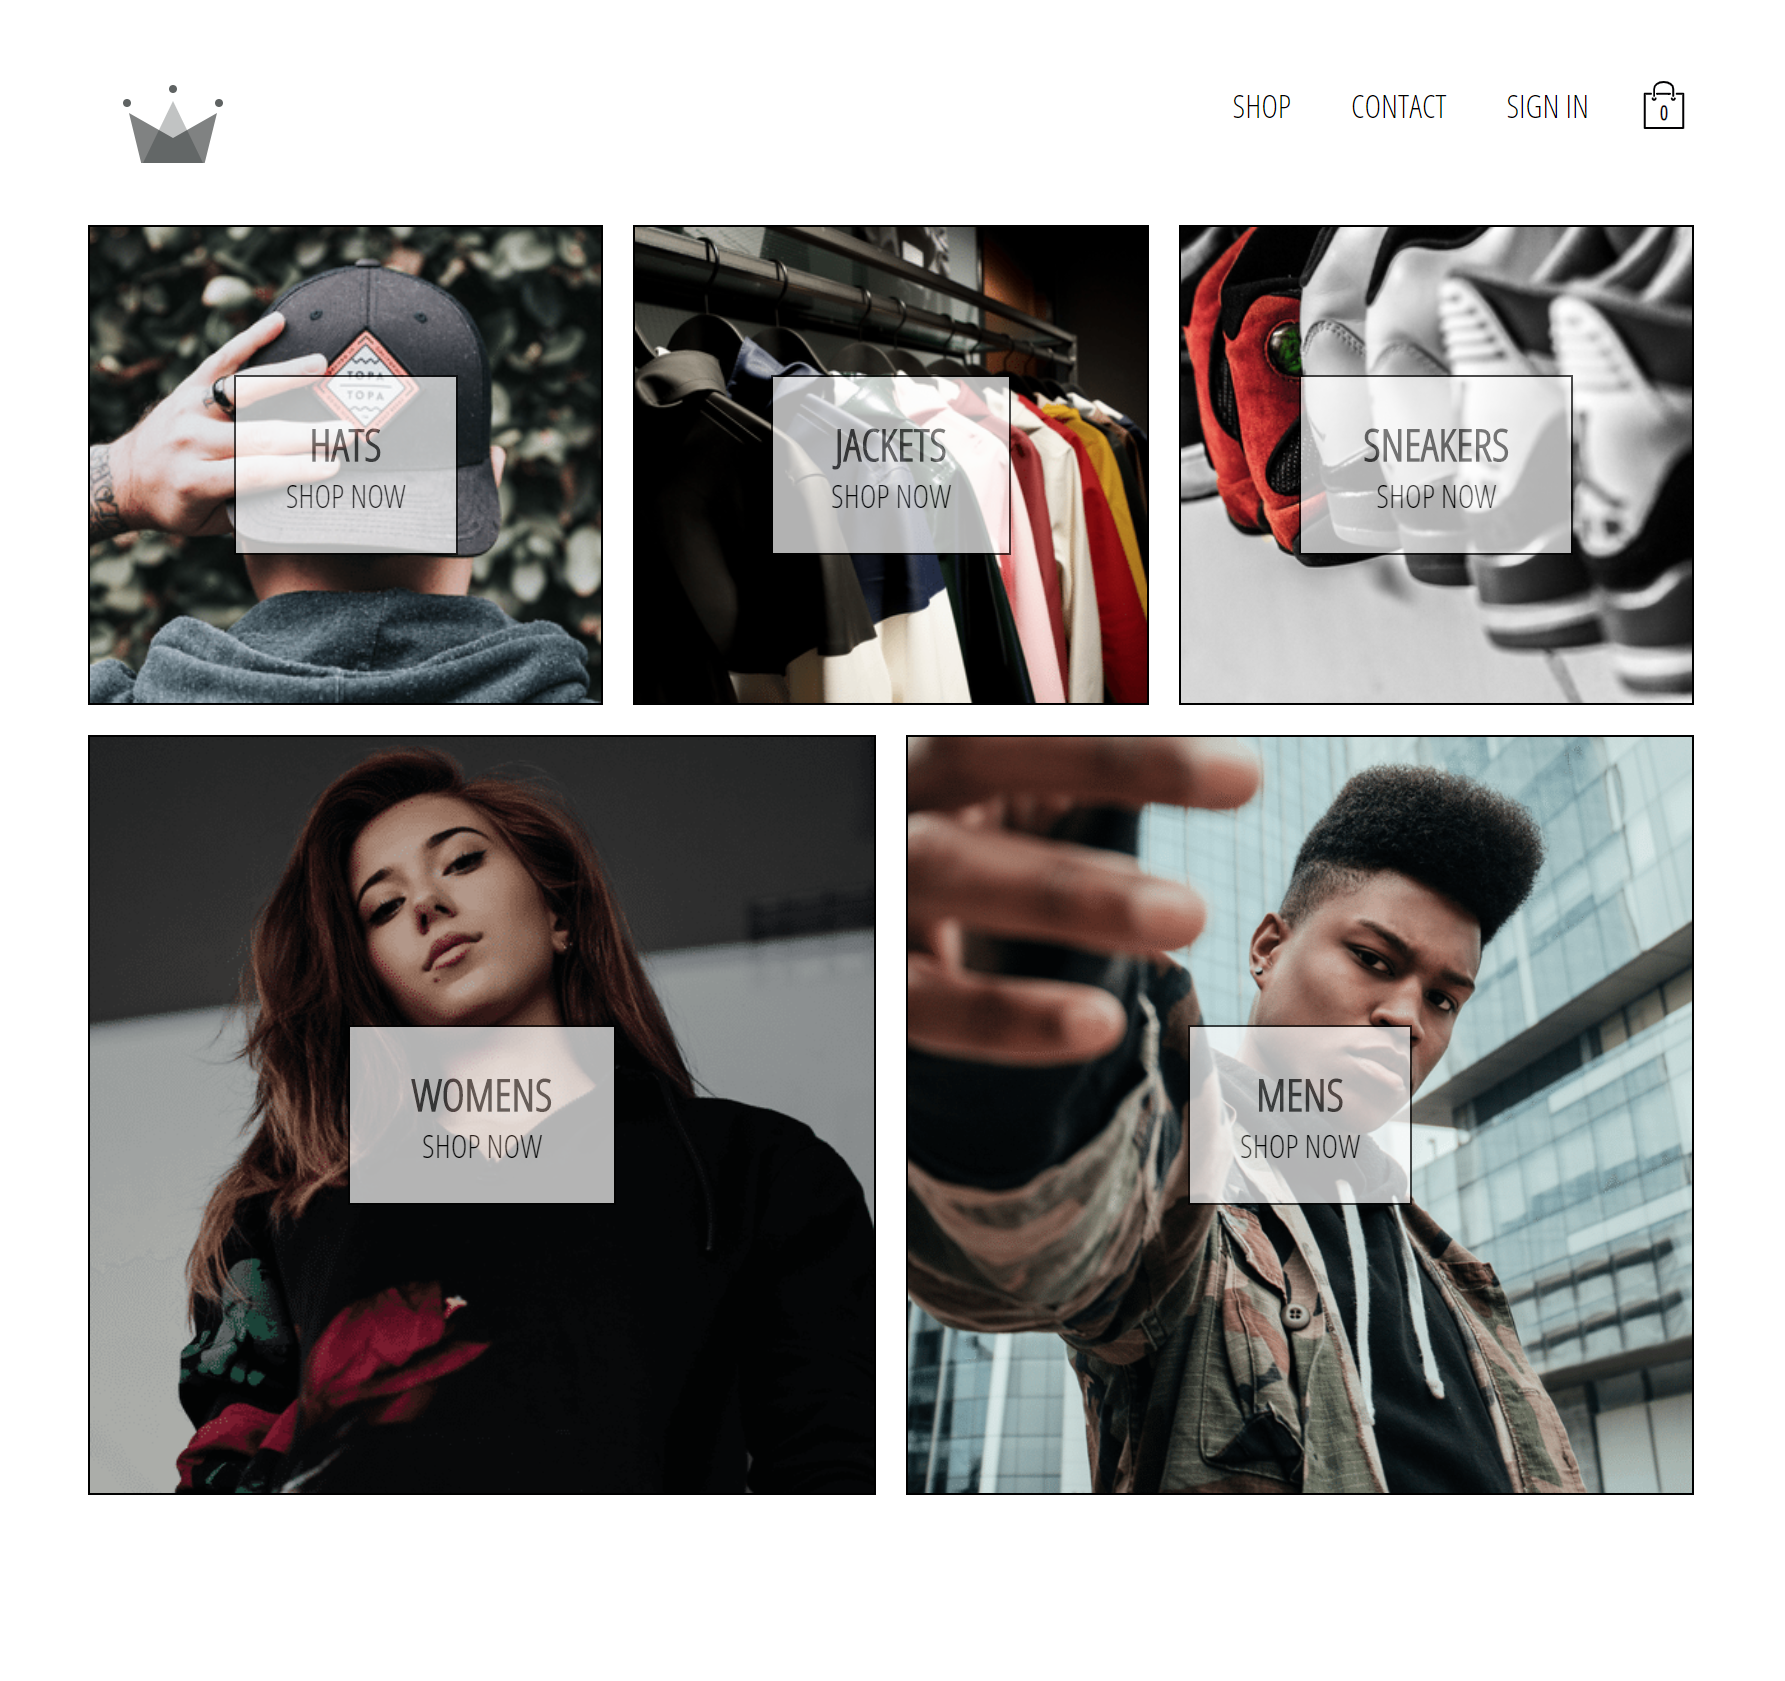 SHOP
CONTACT
SIGN IN
0
TOPA
TOPA
HATS
SHOP NOW
JACKETS
SHOP NOW
SNEAKERS
SHOP NOW
WOMENS
SHOP NOW
MENS
SHOP NOW